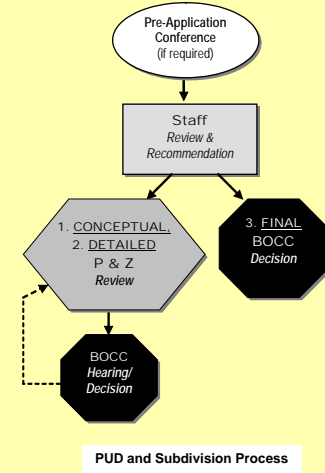 Pre-Application
Conference
(if required)
Staff
Review &
Recommendation
1. CONCEPTUAL,
2. DETAILED
P & Z
Review
3. FINAL
BOCC
Decision
BOCC
Hearing/
Decision
PUD and Subdivision Process